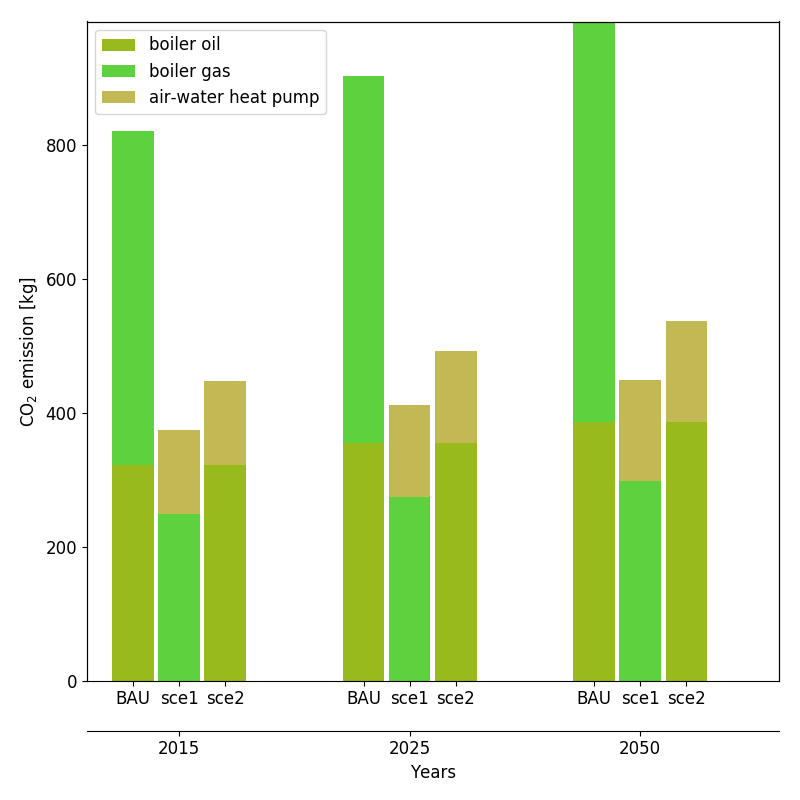 boiler oil
boiler gas
air-water heat pump
800
600
400
200
0
CO₂ emission [kg]
BAU sce1 sce2 BAU sce1 sce2 BAU sce1 sce2
2015 2025 2050
Years